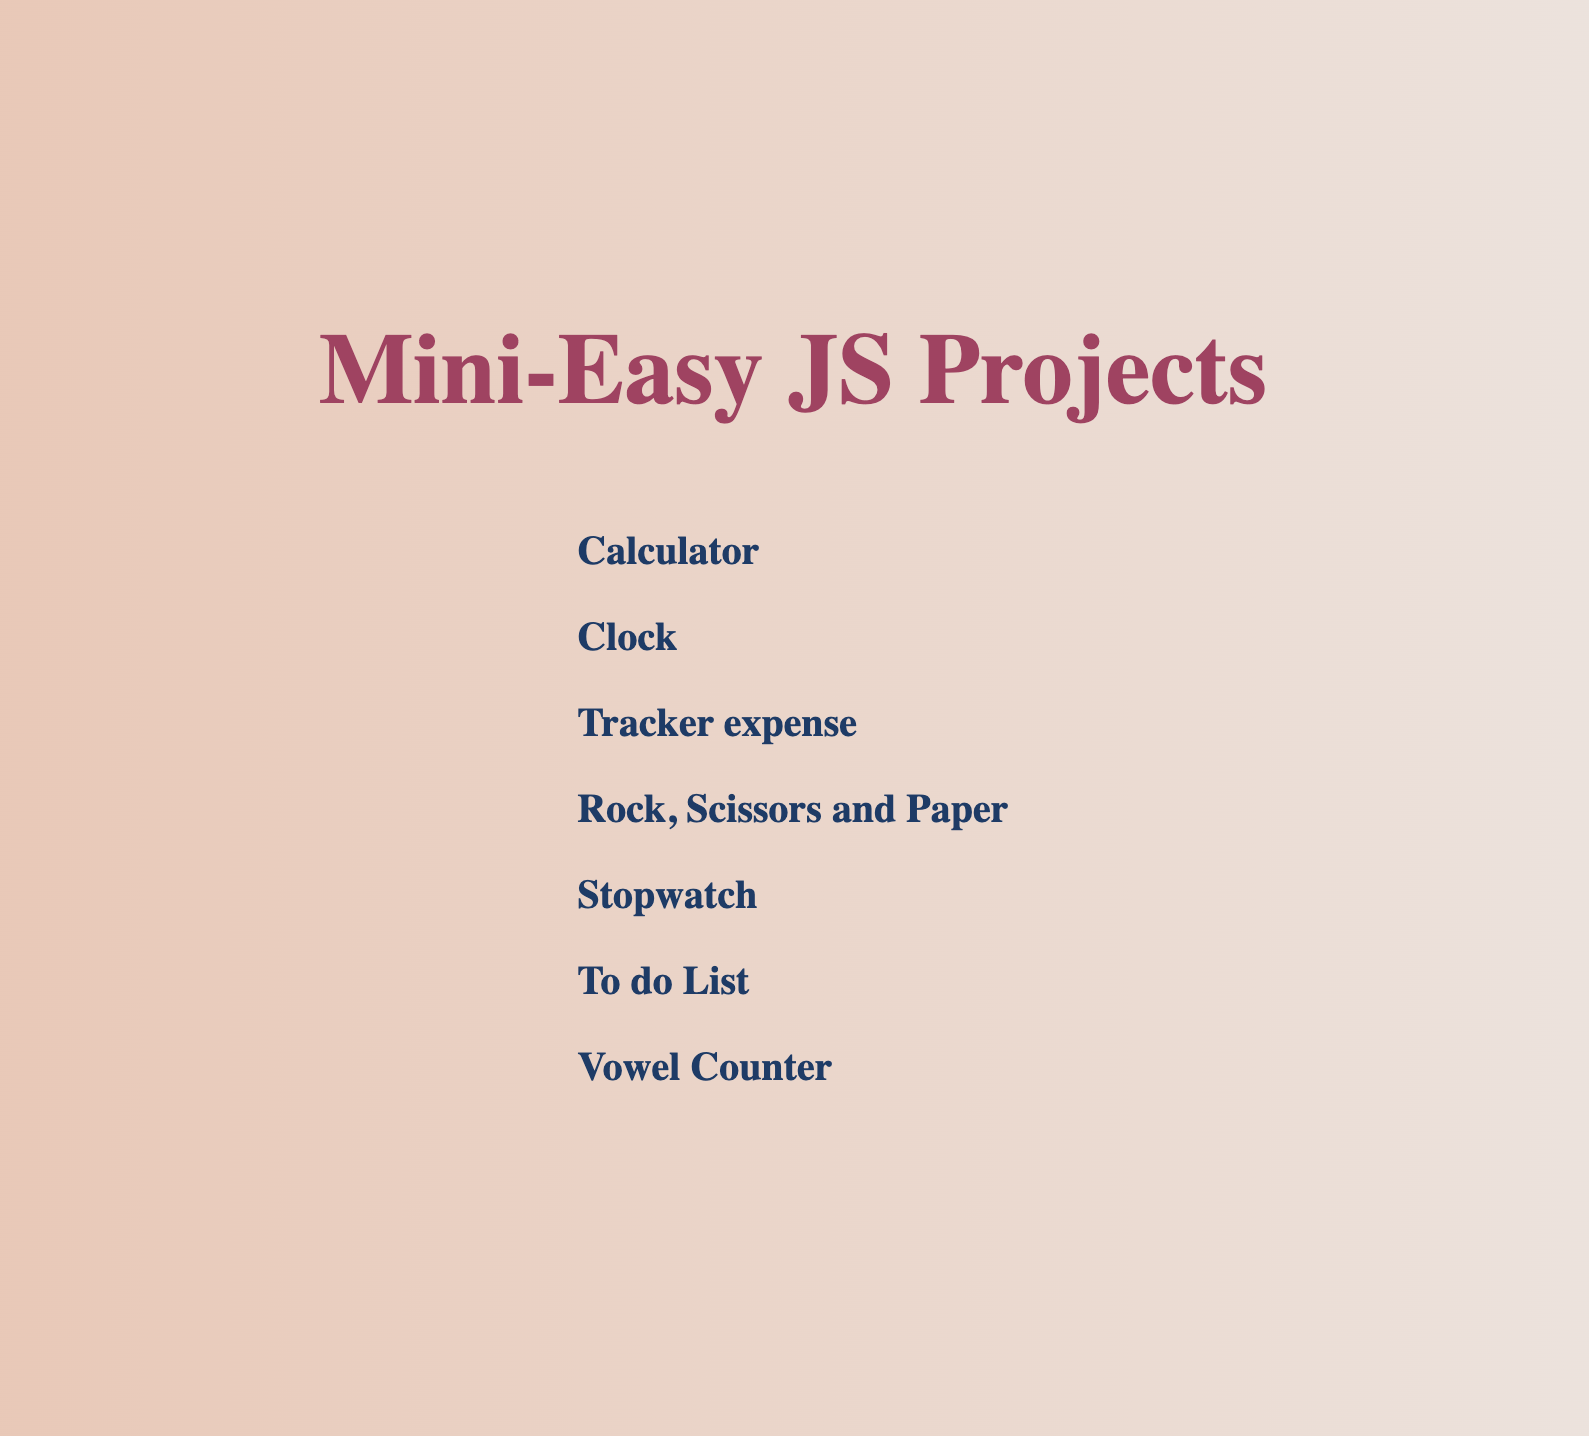 Mini-Easy JS Projects
Calculator
Clock
Tracker expense
Rock, Scissors and Paper
Stopwatch
To do List
Vowel Counter